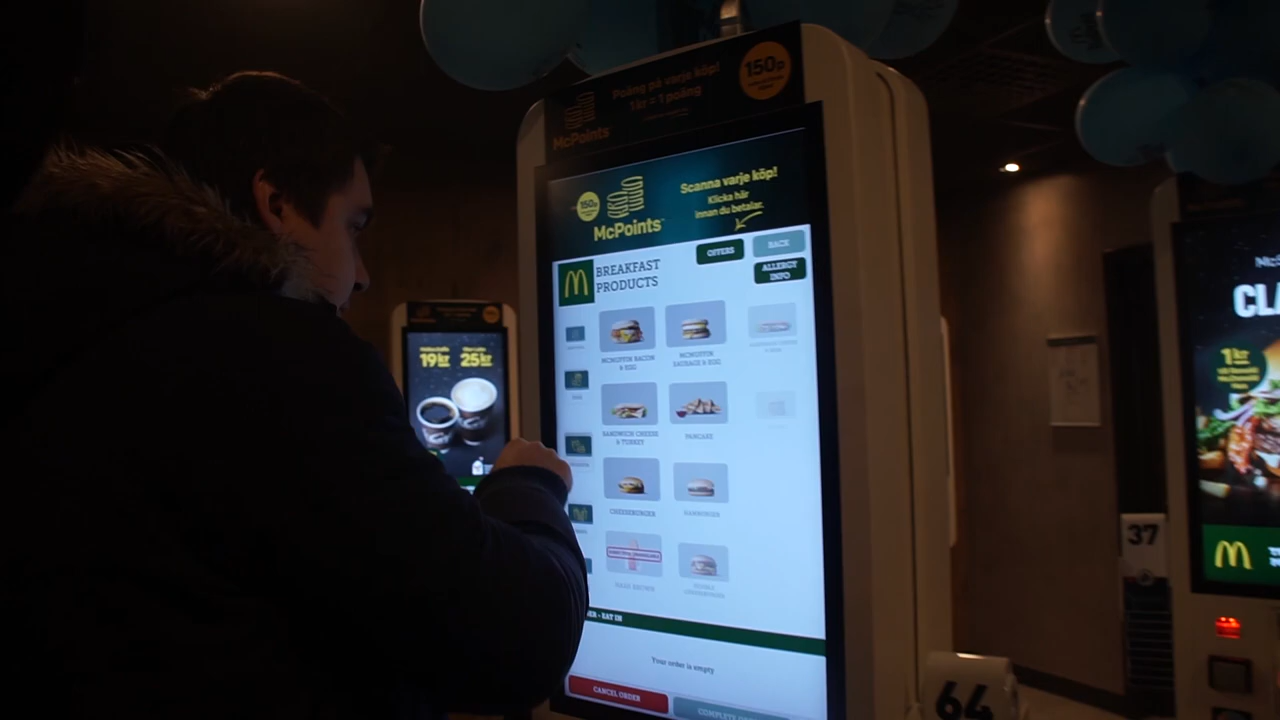 Poäng på varje köp!
1 kr = 1 poäng
150p
McPoints
150p
McPoints
Scanna varje köp!
Klicka här
innan du betalar.
OFFERS
BACK
ALLERGY
INFO
BREAKFAST
PRODUCTS
MCMUFFIN BACON
& EGG
MCMUFFIN
SAUSAGE & EGG
SANDWICH CHEESE
& TURKEY
PANCAKE
CHEESEBURGER
HAMBURGER
HASH BROWN
EAT IN
Your order is empty
CANCEL ORDER
COMPLETE
19 kr
25 kr
CLA
1 kr
37
64